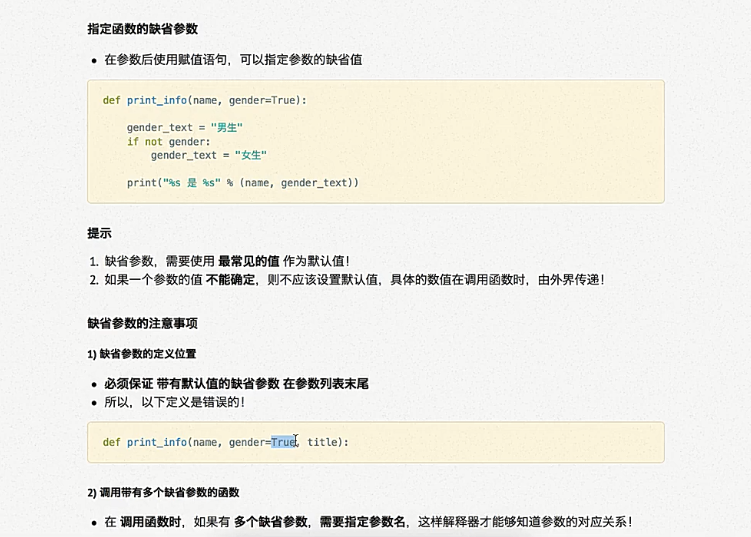 指定函数的缺省参数
• 在参数后使用赋值语句，可以指定参数的缺省值
def print_info(name, gender=True):
gender_text = "男生"
if not gender:
gender_text = "女生"
print("%s 是 %s" % (name, gender_text))
提示
1. 缺省参数，需要使用 最常见的值 作为默认值！
2. 如果一个参数的值 不能确定，则不应该设置默认值，具体的数值在调用函数时，由外界传递！
缺省参数的注意事项
1) 缺省参数的定义位置
• 必须保证 带有默认值的缺省参数 在参数列表末尾
• 所以，以下定义是错误的！
def print_info(name, gender=True, title):
2) 调用带有多个缺省参数的函数
• 在 调用函数时，如果有 多个缺省参数，需要指定参数名，这样解释器才能够知道参数的对应关系！